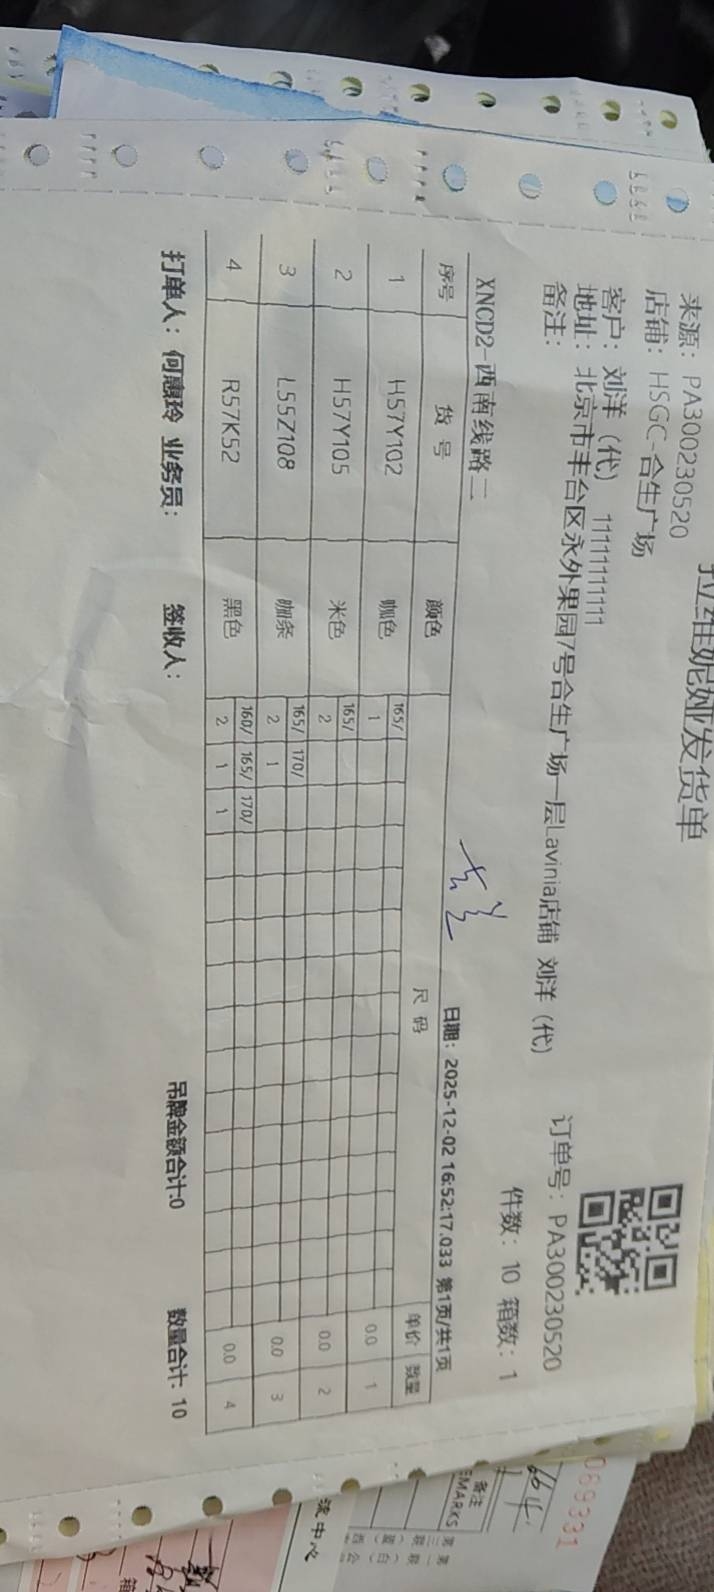 拉维妮娅发货单
来源：PA300230520
店铺：HSGC-合生广场
客户：刘洋（代） 11111111111
订单号：PA300230520
地址：北京市丰台区永外果园7号合生广场一层Lavinia店铺 刘洋（代）
备注：
件数：10 箱数：1
XNCD2-西南线路二
日期：2025-12-02 16:52:17.033 第1页/共1页
序号 货号 颜色 尺码 单价 数量
1 H57Y102 咖色 165/ 0.0 1
1
2 H57Y105 米色 165/ 0.0 2
2
3 L55Z108 咖条 165/ 170/ 0.0 3
2 1
4 R57K52 黑色 160/ 165/ 170/ 0.0 4
2 1 1
打单人：何惠玲 业务员： 签收人： 吊牌金额合计:0 数量合计: 10
089331
备注
EMARKS
中心